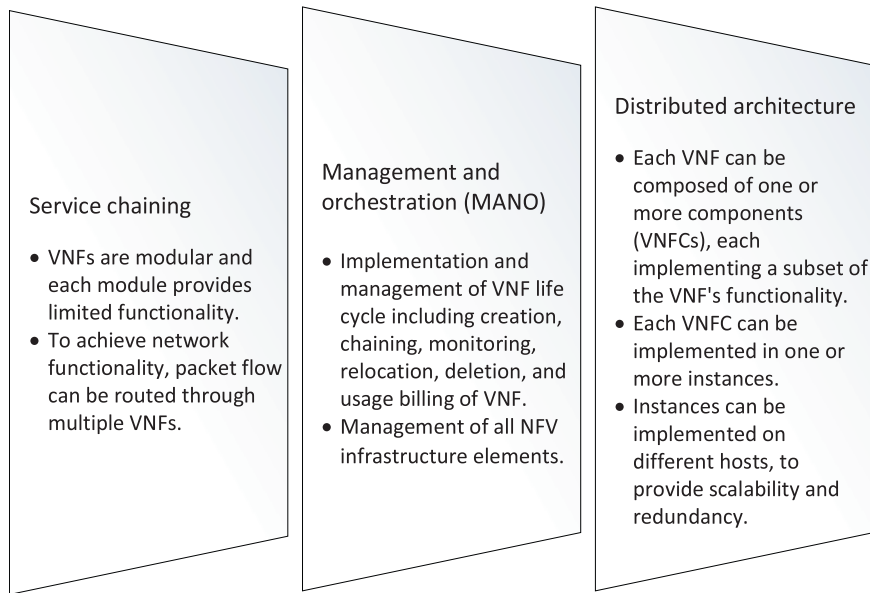 Service chaining
• VNFs are modular and
each module provides
limited functionality.
• To achieve network
functionality, packet flow
can be routed through
multiple VNFs.
Management and
orchestration (MANO)
• Implementation and
management of VNF life
cycle including creation,
chaining, monitoring,
relocation, deletion, and
usage billing of VNF.
• Management of all NFV
infrastructure elements.
Distributed architecture
• Each VNF can be
composed of one or
more components
(VNFCs), each
implementing a subset of
the VNF's functionality.
• Each VNFC can be
implemented in one or
more instances.
• Instances can be
implemented on
different hosts, to
provide scalability and
redundancy.